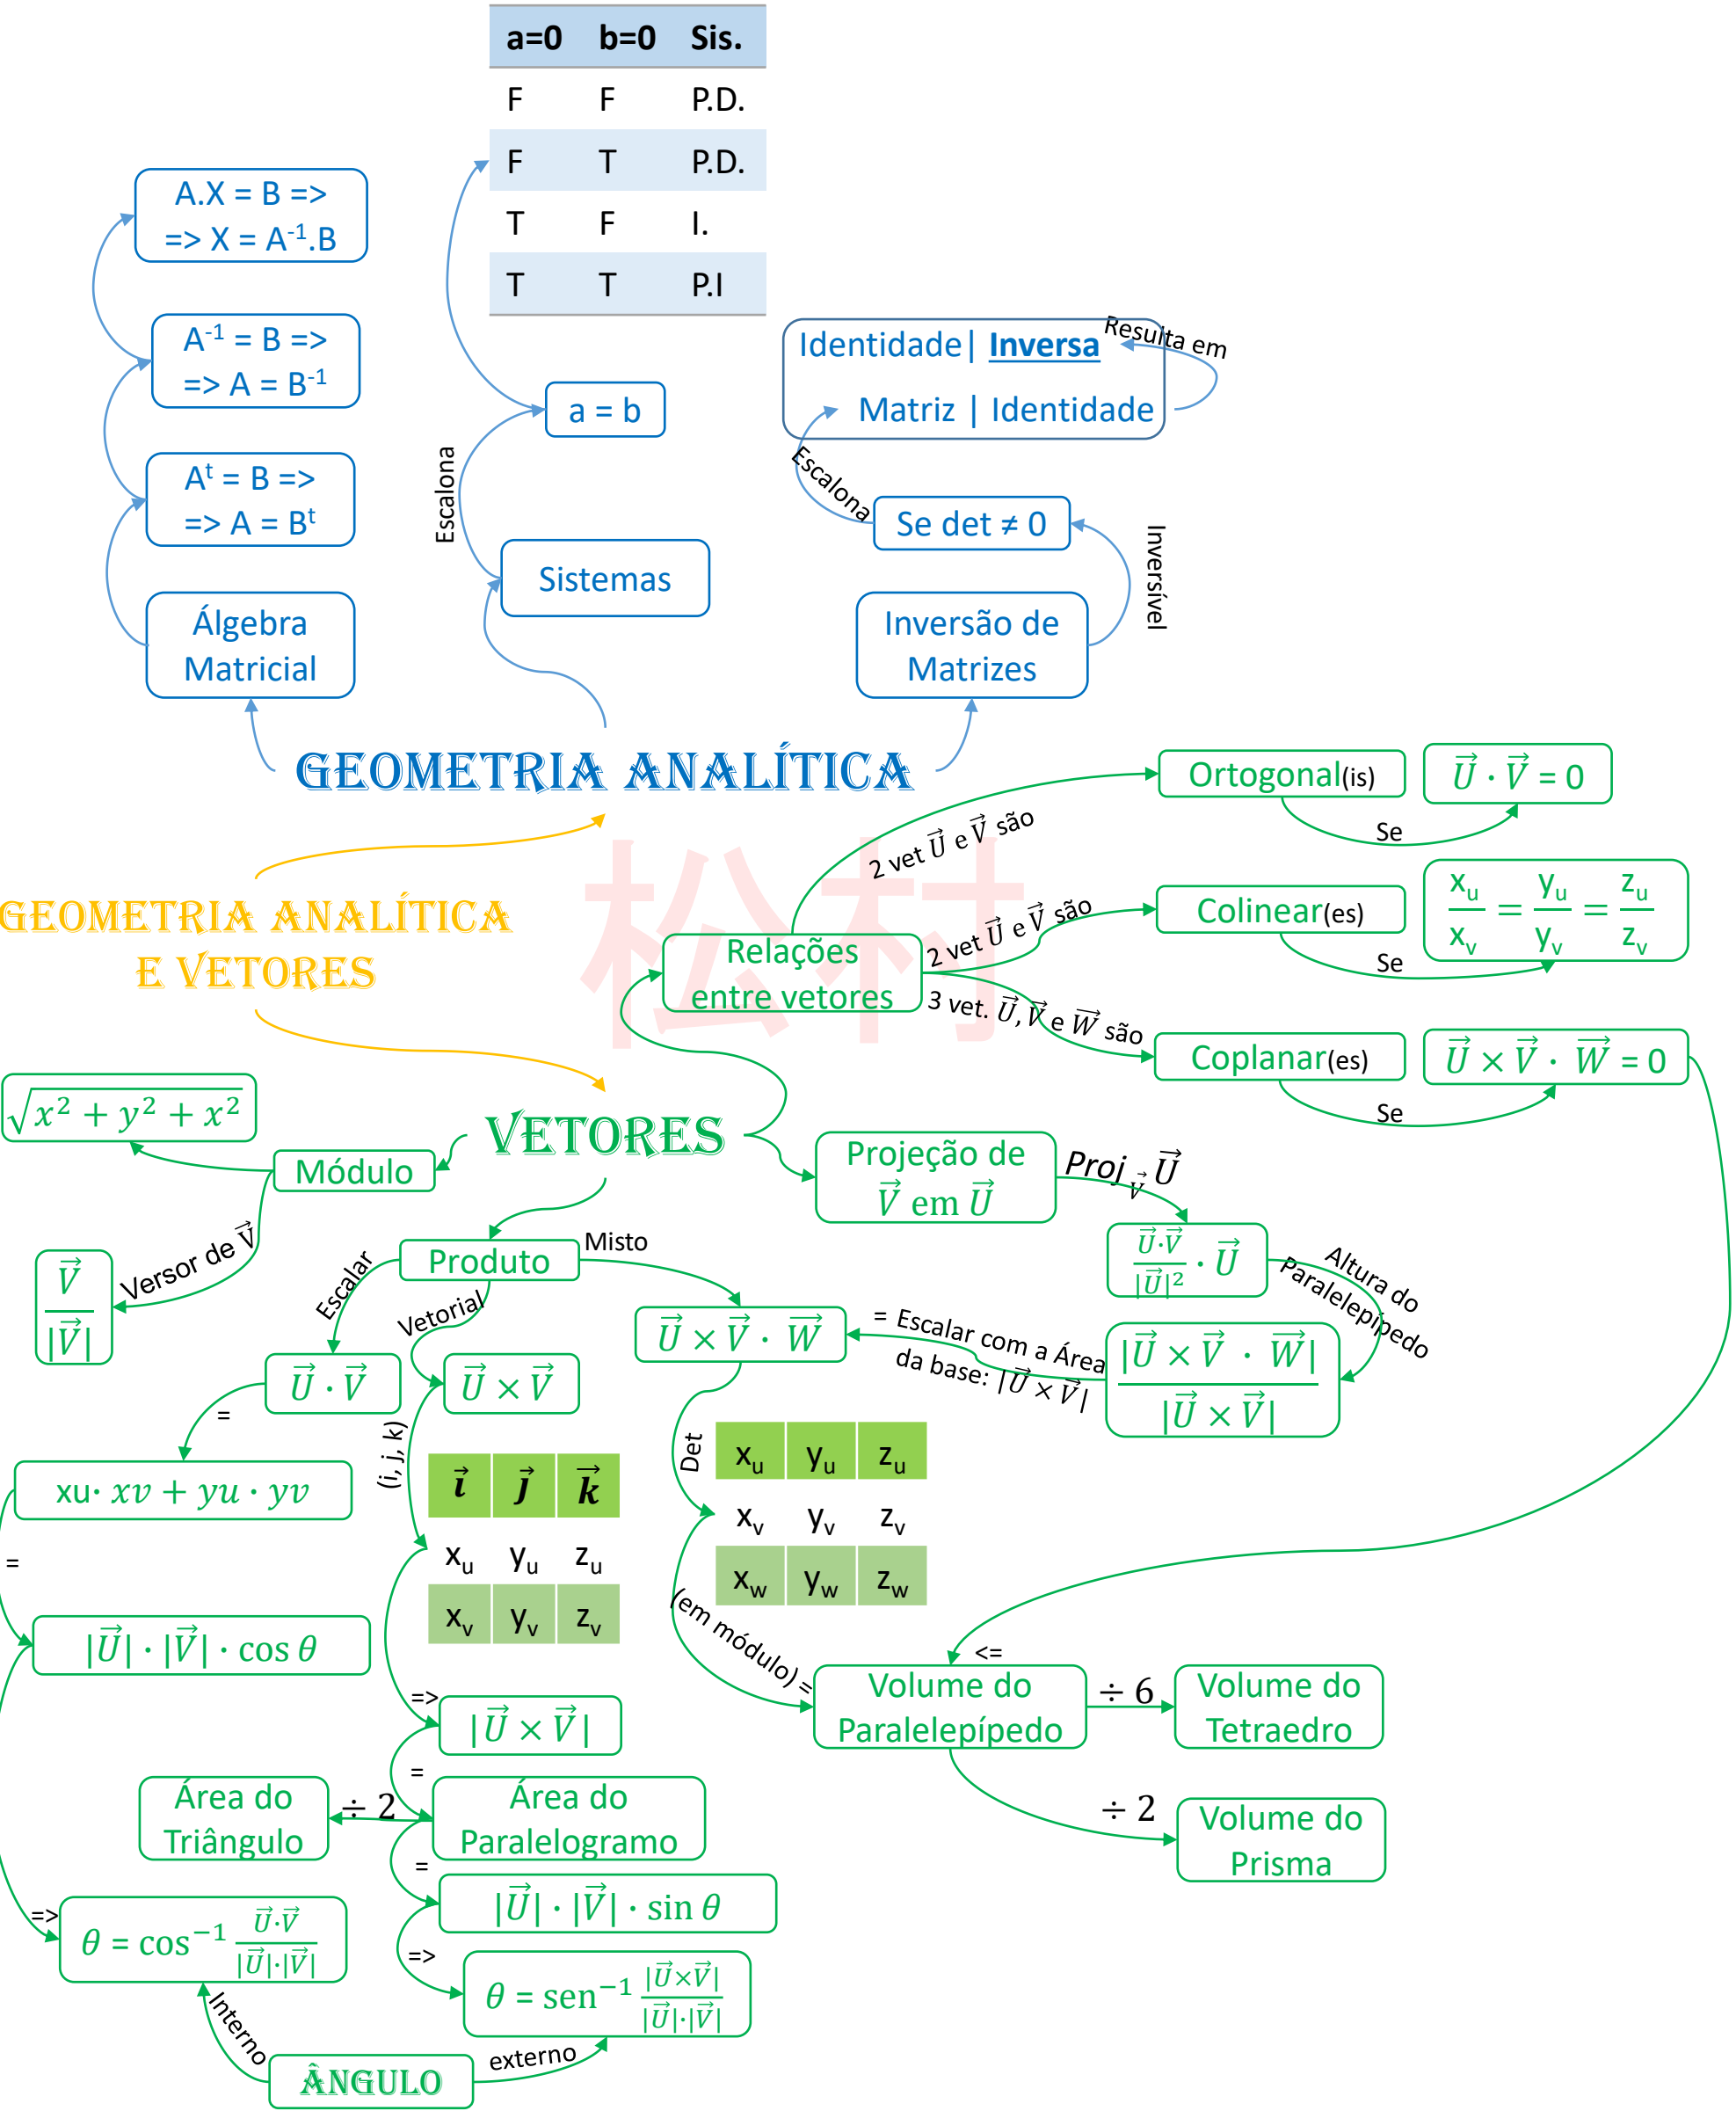 a=0 b=0 Sis.
F F P.D.
F T P.D.
T F I.
T T P.I
A.X = B =>
=> X = A⁻¹.B
A⁻¹ = B =>
=> A = B⁻¹
Aᵗ = B =>
=> A = Bᵗ
Álgebra
Matricial
a = b
Escalona
Sistemas
Identidade| Inversa
Resulta em
Matriz | Identidade
Escalona
Se det ≠ 0
Inversível
Inversão de
Matrizes
GEOMETRIA ANALÍTICA
GEOMETRIA ANALÍTICA
E VETORES
松村
Relações
entre vetores
2 vet U⃗ e V⃗ são
Ortogonal(is)
Se
U⃗ · V⃗ = 0
2 vet U⃗ e V⃗ são
Colinear(es)
Se
xᵤ/xᵥ = yᵤ/yᵥ = zᵤ/zᵥ
3 vet. U⃗, V⃗ e W⃗ são
Coplanar(es)
Se
U⃗ × V⃗ · W⃗ = 0
VETORES
√x² + y² + x²
Módulo
Versor de V⃗
V⃗/|V⃗|
Projeção de
V⃗ em U⃗
Proj_V⃗ U⃗
U⃗·V⃗/|U⃗|² · U⃗
Altura do
Paralelepípedo
|U⃗ × V⃗ · W⃗|/|U⃗ × V⃗|
= Escalar com a Área
da base: |U⃗ × V⃗|
Produto
Misto
U⃗ × V⃗ · W⃗
Escalar
U⃗ · V⃗
Vetorial
U⃗ × V⃗
=
xu· xv + yu · yv
=
|U⃗| · |V⃗| · cos θ
=>
θ = cos⁻¹ U⃗·V⃗/|U⃗|·|V⃗|
(i, j, k)
i⃗ j⃗ k⃗
xᵤ yᵤ zᵤ
xᵥ yᵥ zᵥ
Det
xᵤ yᵤ zᵤ
xᵥ yᵥ zᵥ
x_w y_w z_w
(em módulo) =
<=
Volume do
Paralelepípedo
÷ 6
Volume do
Tetraedro
÷ 2
Volume do
Prisma
=>
|U⃗ × V⃗|
=
Área do
Paralelogramo
÷ 2
Área do
Triângulo
=
|U⃗| · |V⃗| · sin θ
=>
θ = sen⁻¹ |U⃗×V⃗|/|U⃗|·|V⃗|
Interno
externo
ÂNGULO